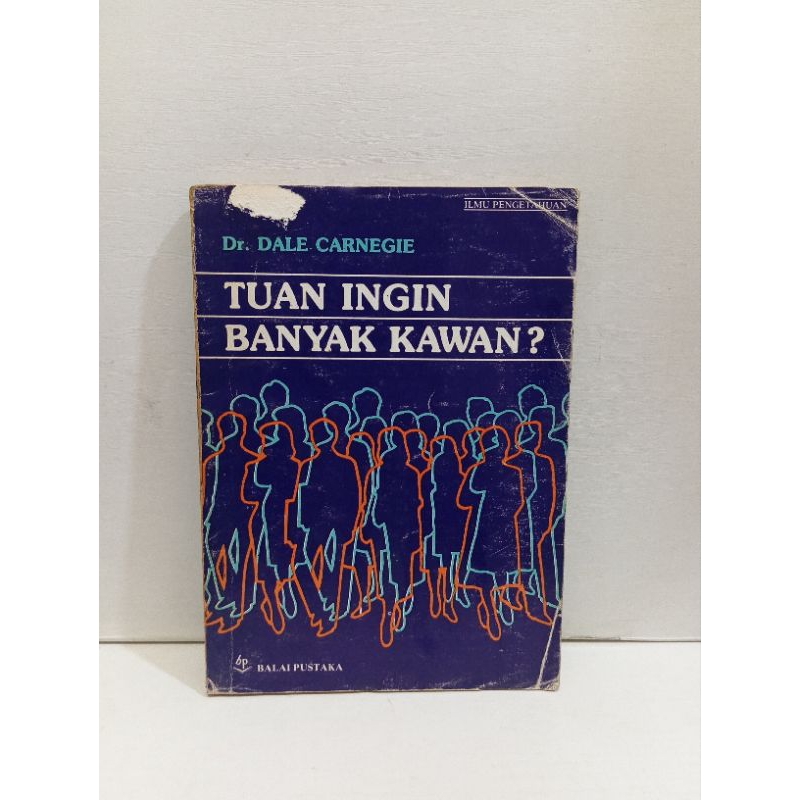 ILMU PENGETAHUAN
Dr. DALE CARNEGIE
TUAN INGIN
BANYAK KAWAN?
bp
BALAI PUSTAKA